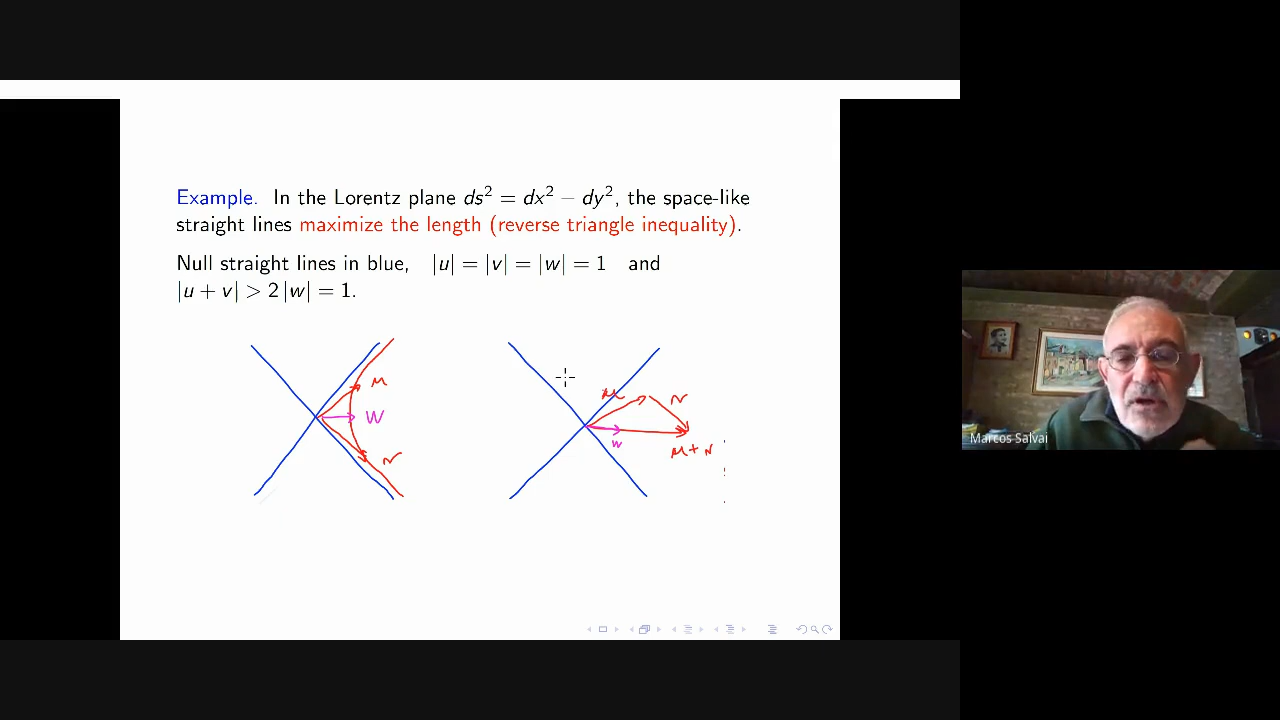 Example. In the Lorentz plane ds² = dx² − dy², the space-like
straight lines maximize the length (reverse triangle inequality).
Null straight lines in blue, |u| = |v| = |w| = 1 and
|u + v| > 2 |w| = 1.
u
w
v
u
v
w
u+v
Marcos Salvai